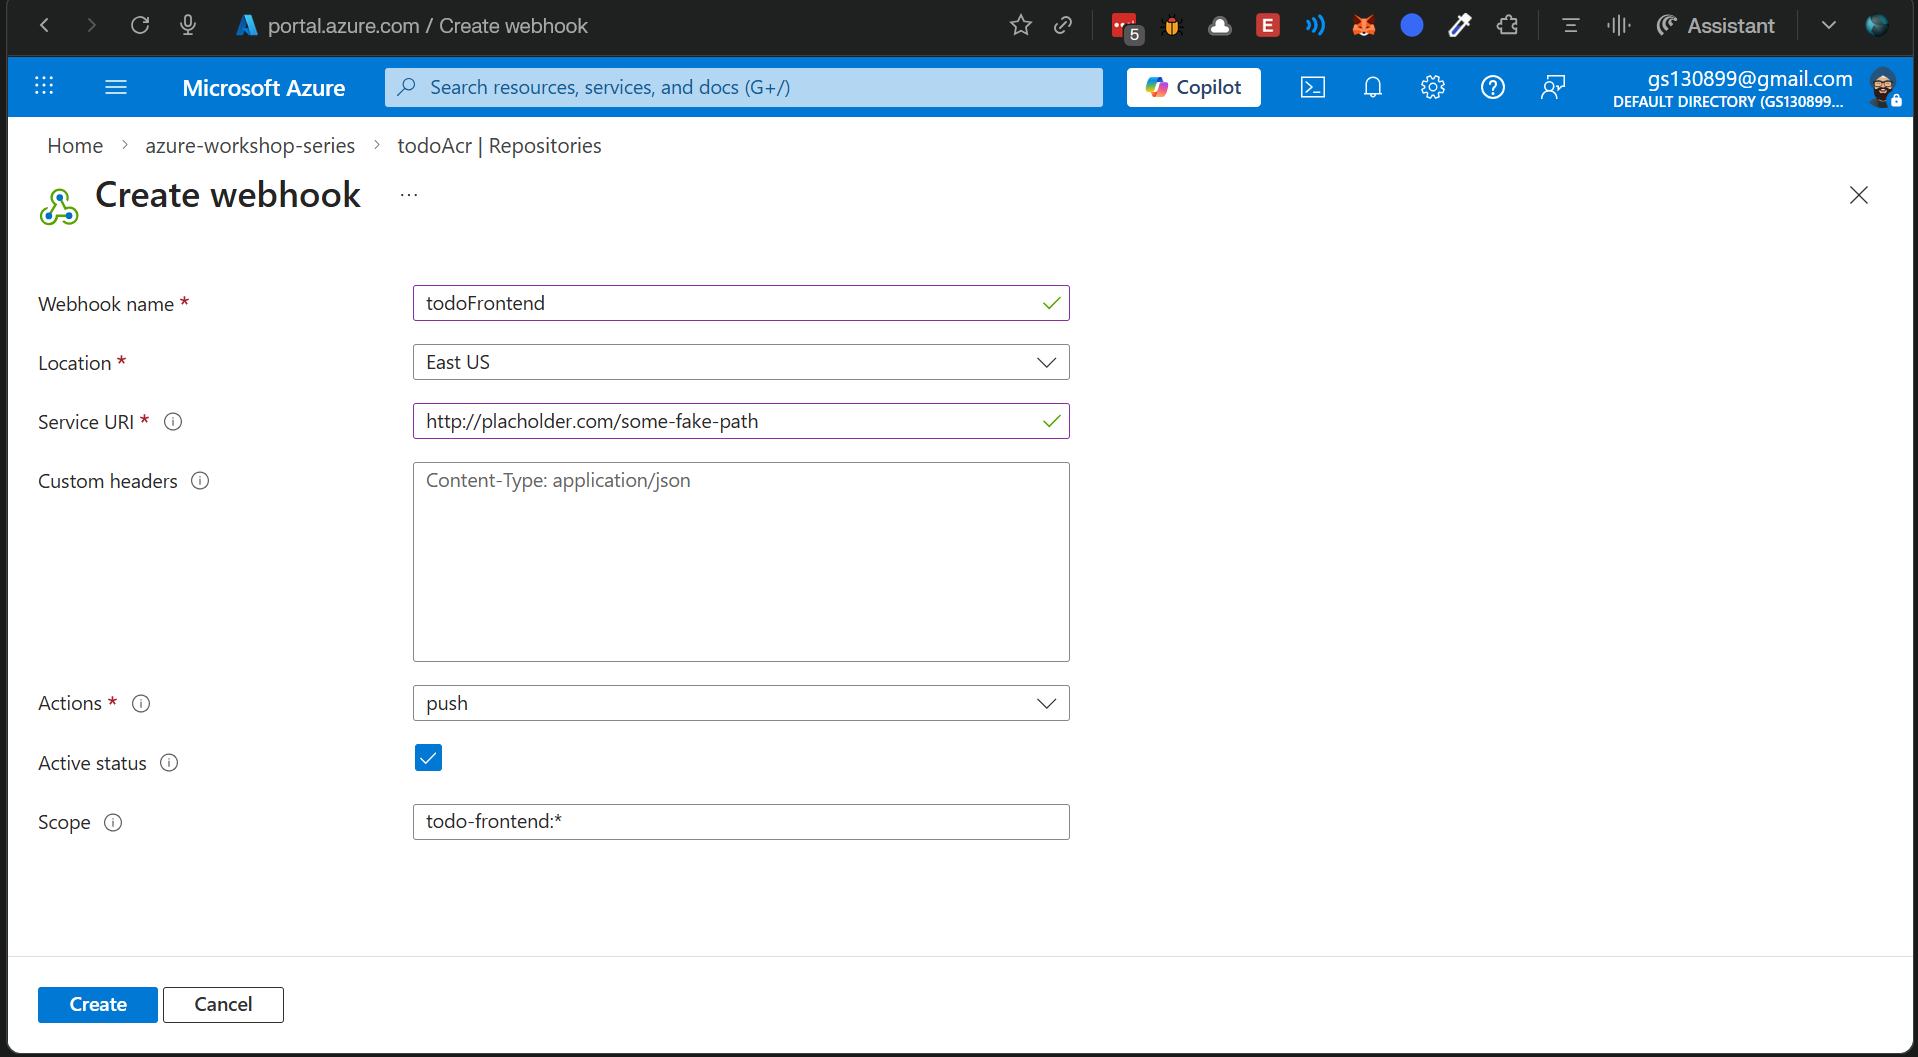 portal.azure.com / Create webhook
5
E
Assistant
Microsoft Azure
Search resources, services, and docs (G+/)
Copilot
gs130899@gmail.com
DEFAULT DIRECTORY (GS130899...
Home > azure-workshop-series > todoAcr | Repositories
Create webhook ...
Webhook name *
todoFrontend
Location *
East US
Service URI *
http://placholder.com/some-fake-path
Custom headers
Content-Type: application/json
Actions *
push
Active status
Scope
todo-frontend:*
Create
Cancel